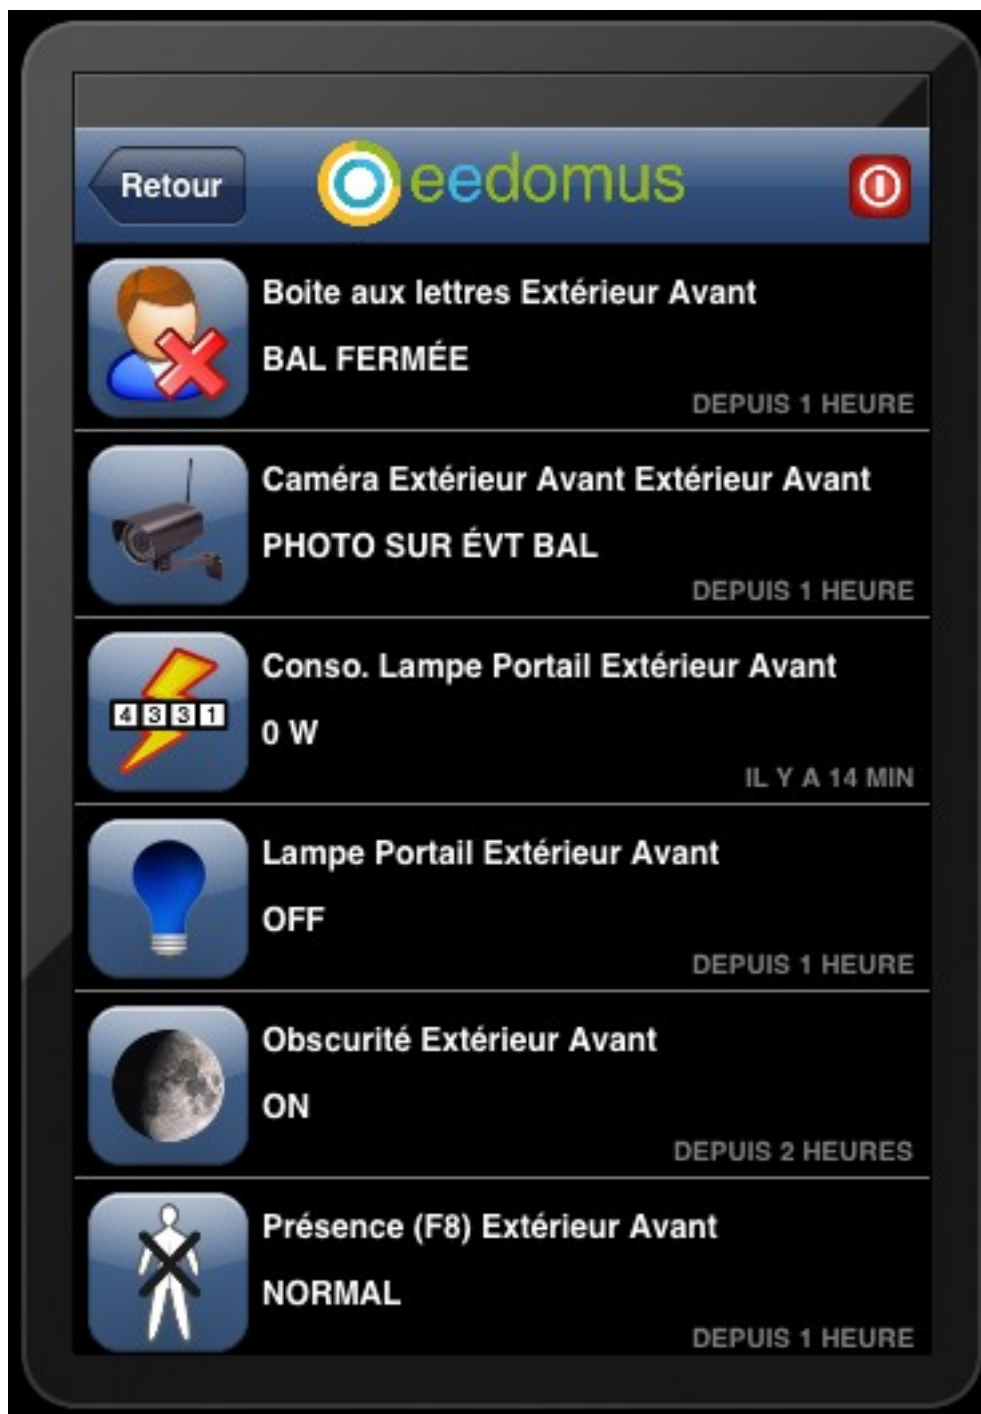 Retour
eedomus
Boite aux lettres Extérieur Avant
BAL FERMÉE
DEPUIS 1 HEURE
Caméra Extérieur Avant Extérieur Avant
PHOTO SUR ÉVT BAL
DEPUIS 1 HEURE
Conso. Lampe Portail Extérieur Avant
4331
0 W
IL Y A 14 MIN
Lampe Portail Extérieur Avant
OFF
DEPUIS 1 HEURE
Obscurité Extérieur Avant
ON
DEPUIS 2 HEURES
Présence (F8) Extérieur Avant
NORMAL
DEPUIS 1 HEURE